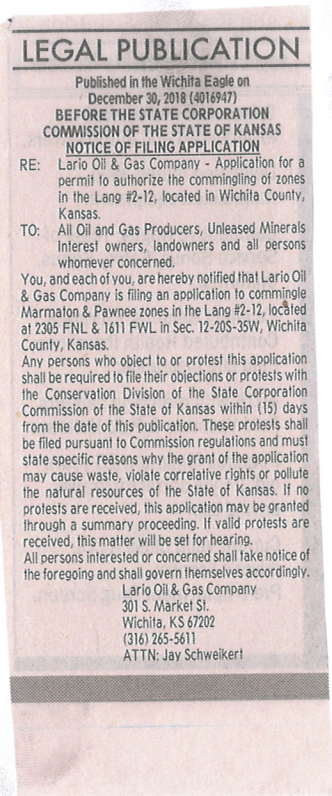 LEGAL PUBLICATION
Published in the Wichita Eagle on
December 30, 2018 (4016947)
BEFORE THE STATE CORPORATION
COMMISSION OF THE STATE OF KANSAS
NOTICE OF FILING APPLICATION
RE: Lario Oil & Gas Company - Application for a
permit to authorize the commingling of zones
in the Lang #2-12, located in Wichita County,
Kansas.
TO: All Oil and Gas Producers, Unleased Minerals
Interest owners, landowners and all persons
whomever concerned.
You, and each of you, are hereby notified that Lario Oil
& Gas Company is filing an application to commingle
Marmaton & Pawnee zones in the Lang #2-12, located
at 2305 FNL & 1611 FWL in Sec. 12-20S-35W, Wichita
County, Kansas.
Any persons who object to or protest this application
shall be required to file their objections or protests with
the Conservation Division of the State Corporation
Commission of the State of Kansas within (15) days
from the date of this publication. These protests shall
be filed pursuant to Commission regulations and must
state specific reasons why the grant of the application
may cause waste, violate correlative rights or pollute
the natural resources of the State of Kansas. If no
protests are received, this application may be granted
through a summary proceeding. If valid protests are
received, this matter will be set for hearing.
All persons interested or concerned shall take notice of
the foregoing and shall govern themselves accordingly.
Lario Oil & Gas Company
301 S. Market St.
Wichita, KS 67202
(316) 265-5611
ATTN: Jay Schweikert